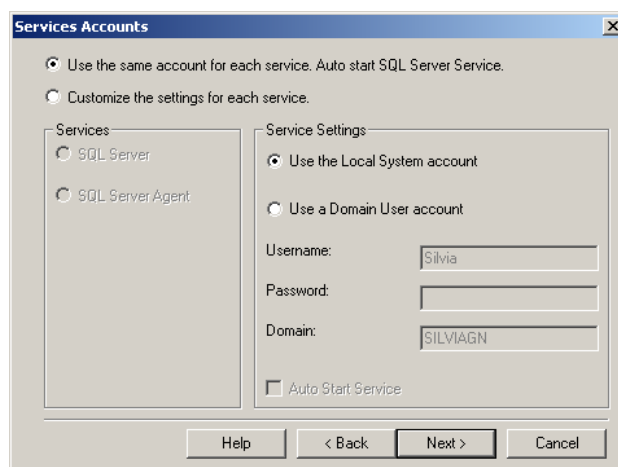 Services Accounts
Use the same account for each service. Auto start SQL Server Service.
Customize the settings for each service.
Services
SQL Server
SQL Server Agent
Service Settings
Use the Local System account
Use a Domain User account
Username:
Silvia
Password:
Domain:
SILVIAGN
Auto Start Service
Help
< Back
Next >
Cancel